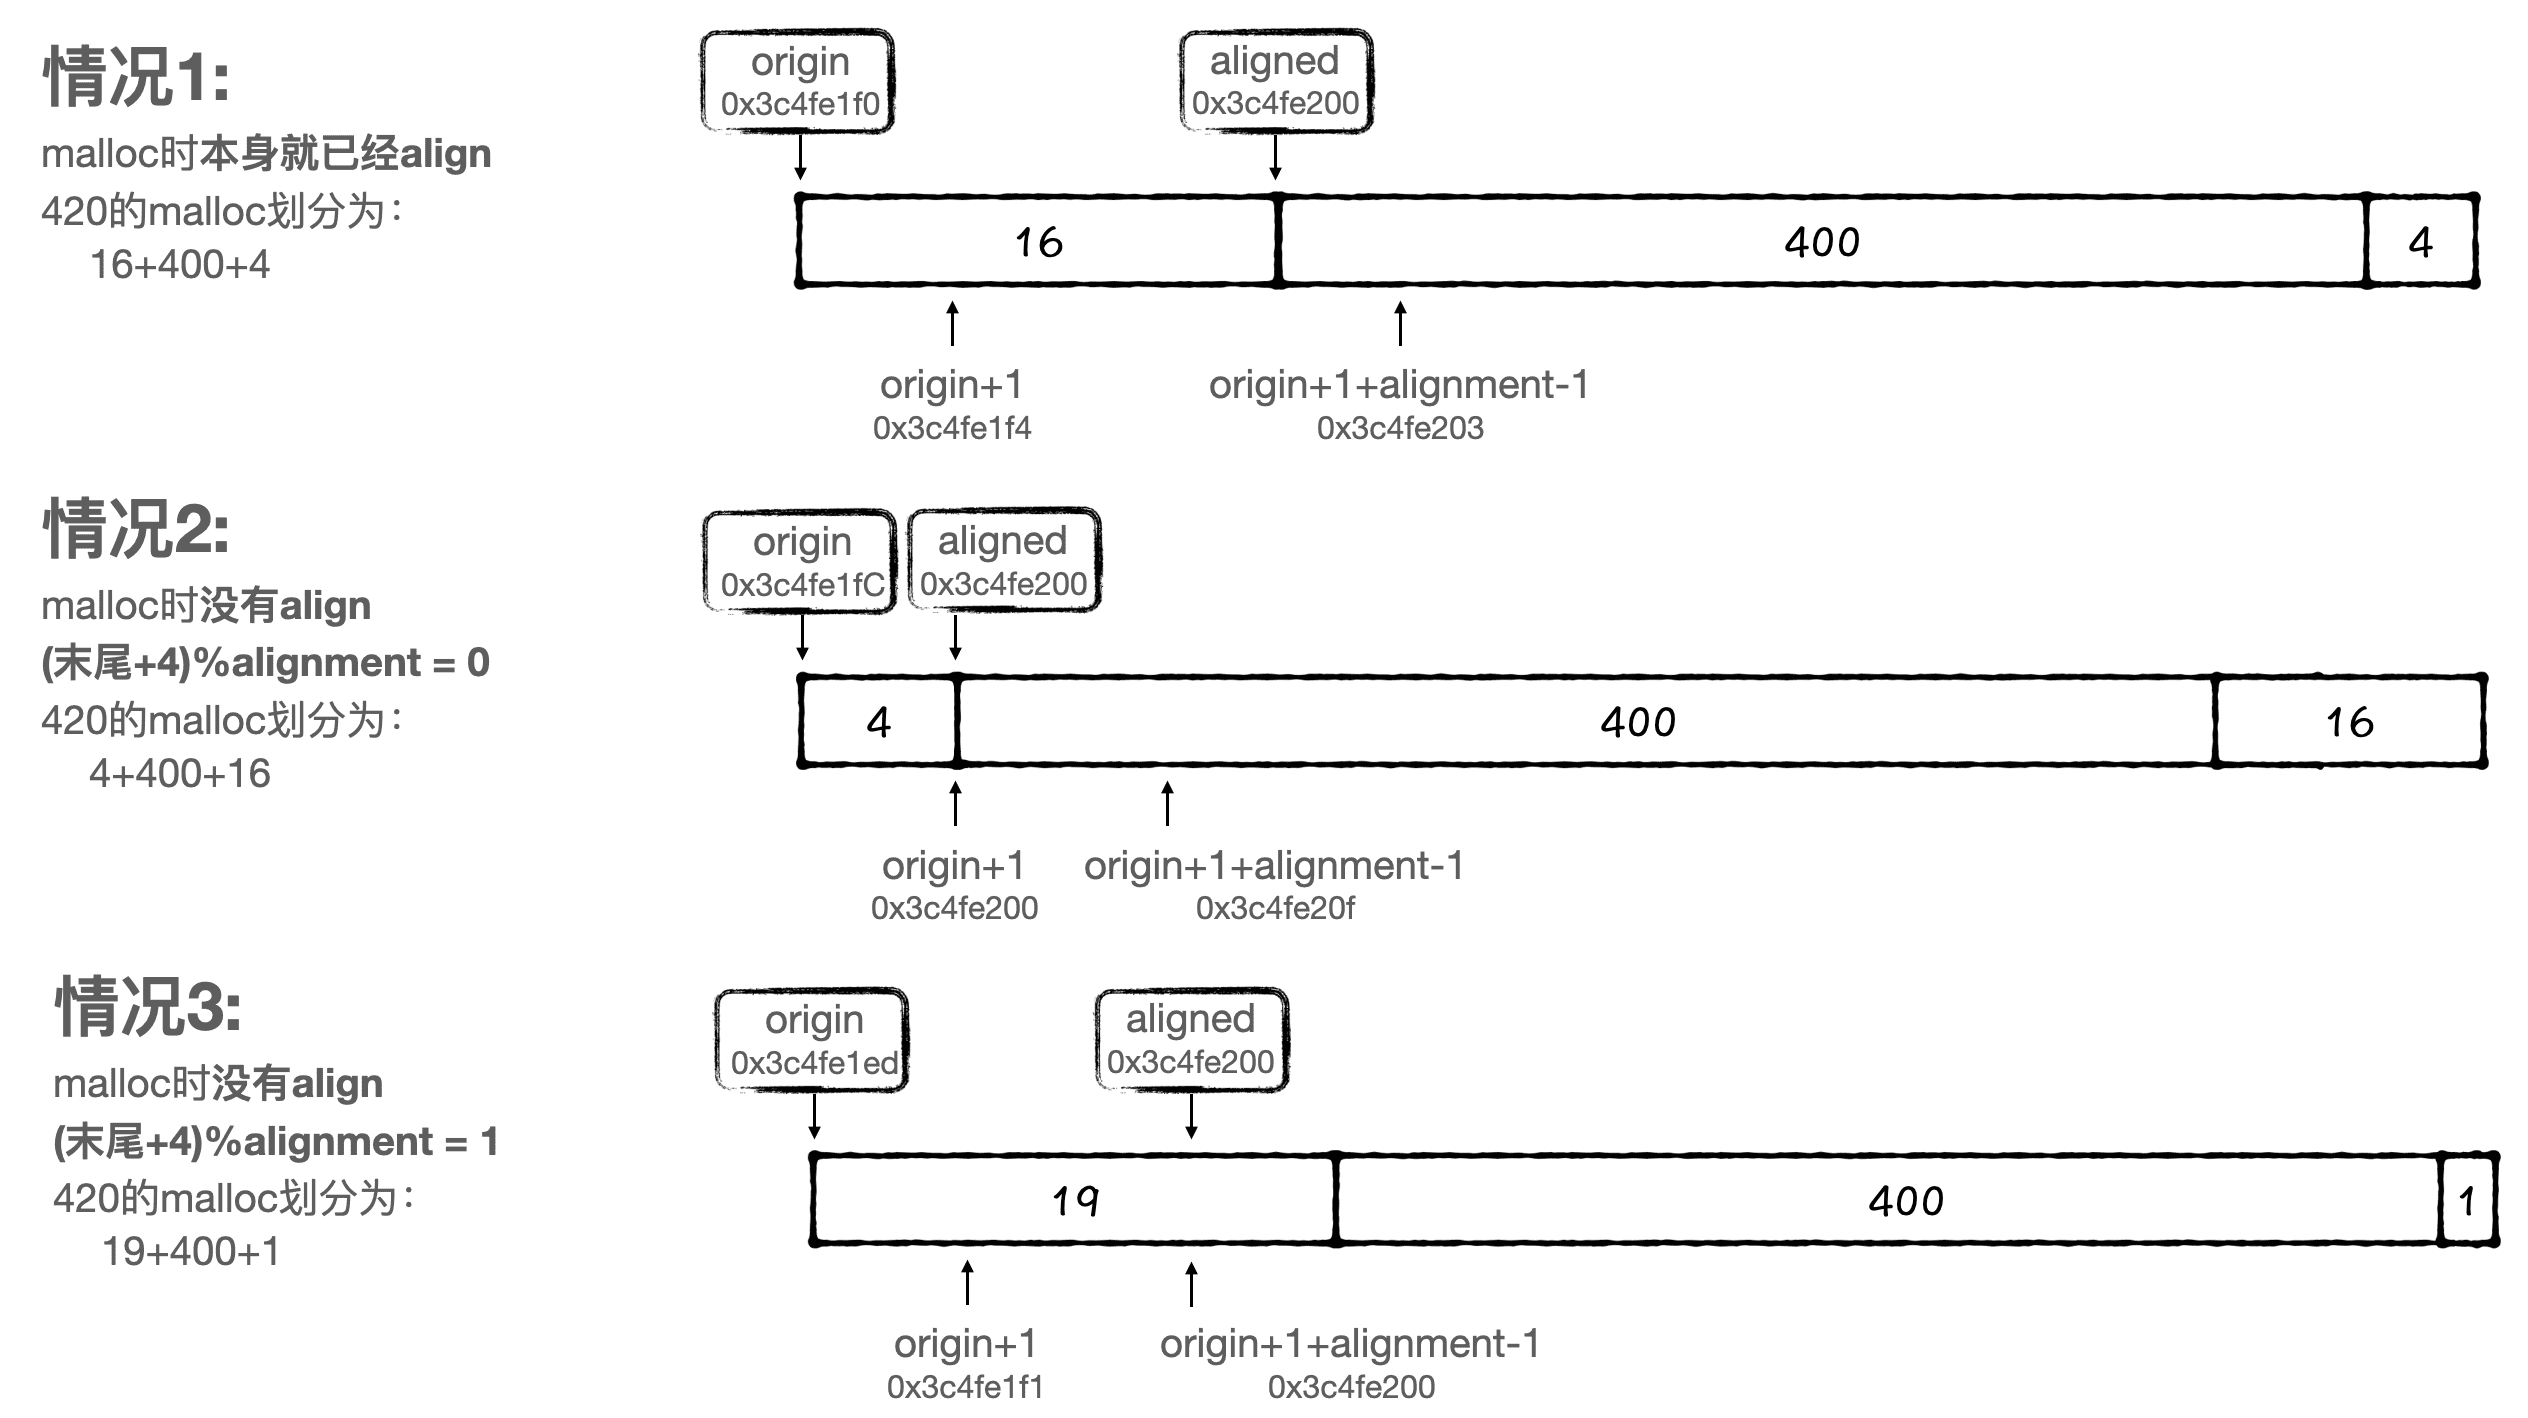 情况1:
malloc时本身就已经align
420的malloc划分为：
16+400+4
origin
0x3c4fe1f0
aligned
0x3c4fe200
16
400
4
origin+1
0x3c4fe1f4
origin+1+alignment-1
0x3c4fe203
情况2:
malloc时没有align
(末尾+4)%alignment = 0
420的malloc划分为：
4+400+16
origin
0x3c4fe1fC
aligned
0x3c4fe200
4
400
16
origin+1
0x3c4fe200
origin+1+alignment-1
0x3c4fe20f
情况3:
malloc时没有align
(末尾+4)%alignment = 1
420的malloc划分为：
19+400+1
origin
0x3c4fe1ed
aligned
0x3c4fe200
19
400
1
origin+1
0x3c4fe1f1
origin+1+alignment-1
0x3c4fe200